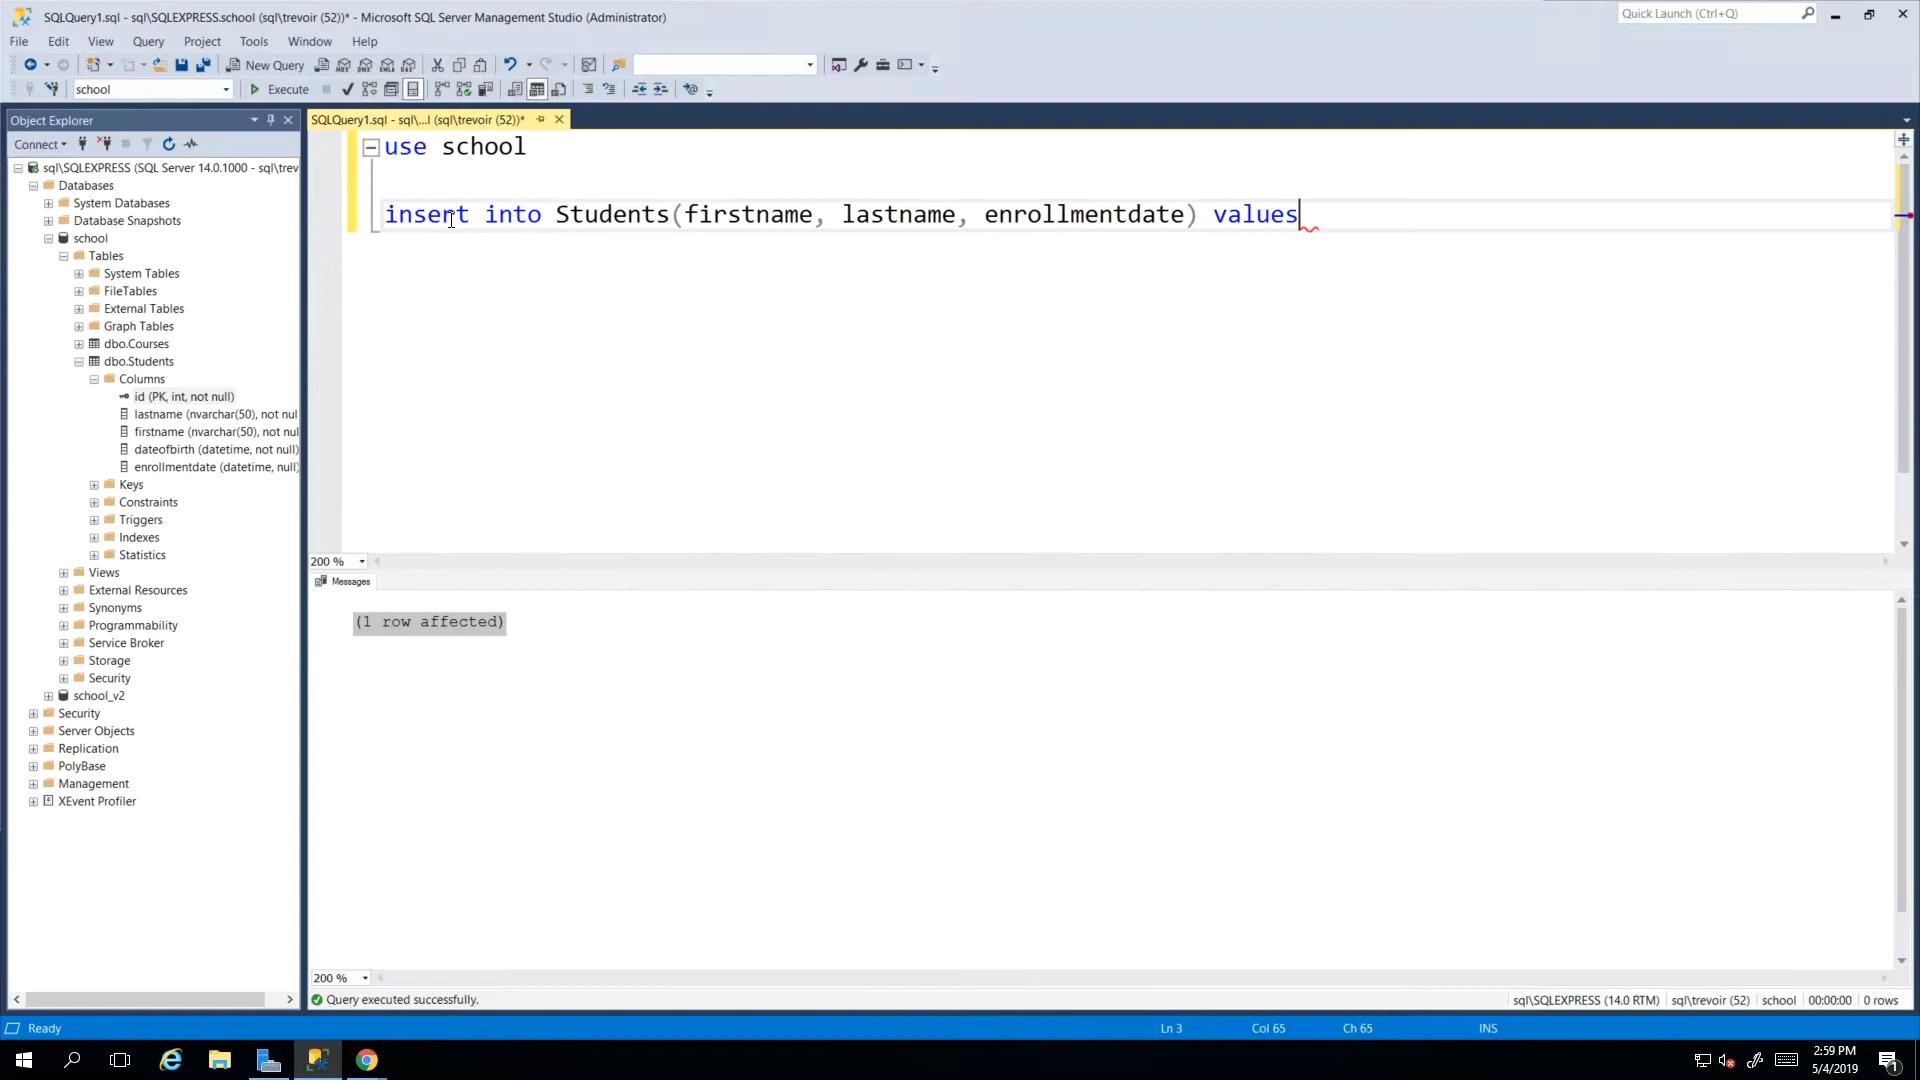 SQLQuery1.sql - sql\SQLEXPRESS.school (sql\trevoir (52))* - Microsoft SQL Server Management Studio (Administrator)
Quick Launch (Ctrl+Q)
File Edit View Query Project Tools Window Help
New Query
school
Execute
Object Explorer
SQLQuery1.sql - sql\...l (sql\trevoir (52))*
Connect
sql\SQLEXPRESS (SQL Server 14.0.1000 - sql\trev
Databases
System Databases
Database Snapshots
school
Tables
System Tables
FileTables
External Tables
Graph Tables
dbo.Courses
dbo.Students
Columns
id (PK, int, not null)
lastname (nvarchar(50), not nul
firstname (nvarchar(50), not nul
dateofbirth (datetime, not null)
enrollmentdate (datetime, null)
Keys
Constraints
Triggers
Indexes
Statistics
Views
External Resources
Synonyms
Programmability
Service Broker
Storage
Security
school_v2
Security
Server Objects
Replication
PolyBase
Management
XEvent Profiler
use school
insert into Students(firstname, lastname, enrollmentdate) values
200 %
Messages
(1 row affected)
200 %
Query executed successfully.
sql\SQLEXPRESS (14.0 RTM) sql\trevoir (52) school 00:00:00 0 rows
Ready
Ln 3 Col 65 Ch 65 INS
2:59 PM
5/4/2019
1